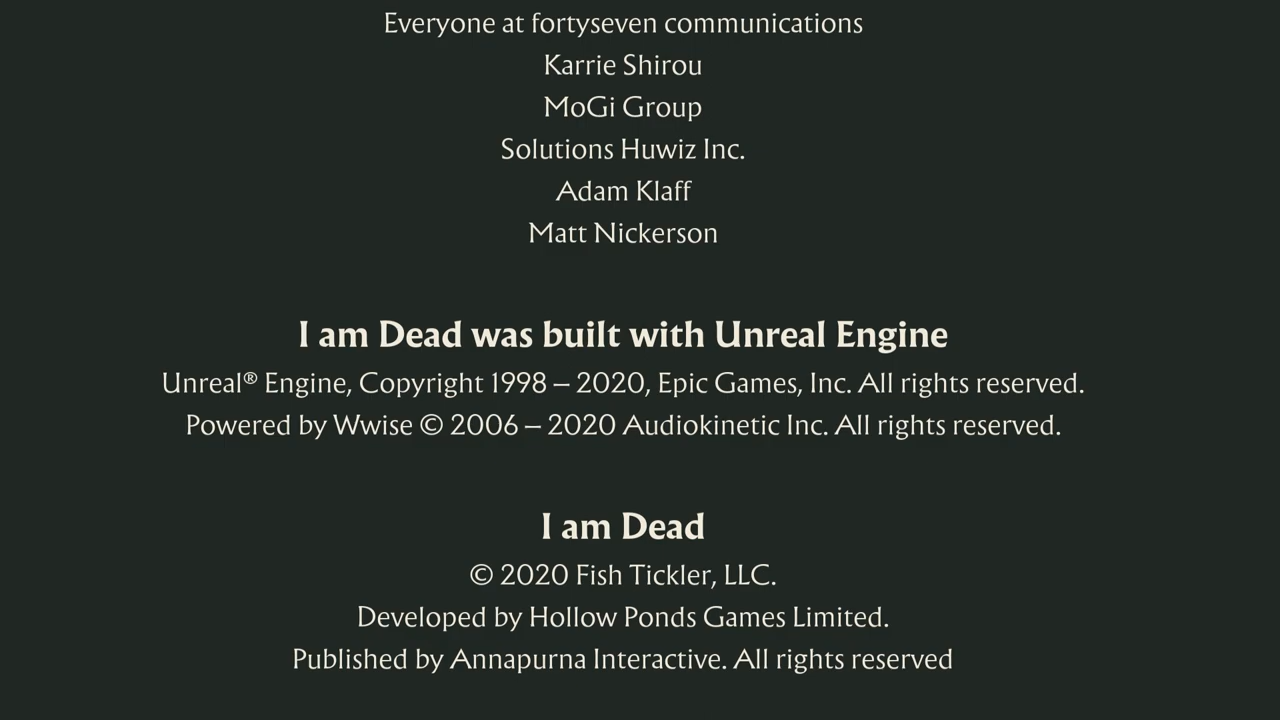 Everyone at fortyseven communications
Karrie Shirou
MoGi Group
Solutions Huwiz Inc.
Adam Klaff
Matt Nickerson
I am Dead was built with Unreal Engine
Unreal® Engine, Copyright 1998 – 2020, Epic Games, Inc. All rights reserved.
Powered by Wwise © 2006 – 2020 Audiokinetic Inc. All rights reserved.
I am Dead
© 2020 Fish Tickler, LLC.
Developed by Hollow Ponds Games Limited.
Published by Annapurna Interactive. All rights reserved